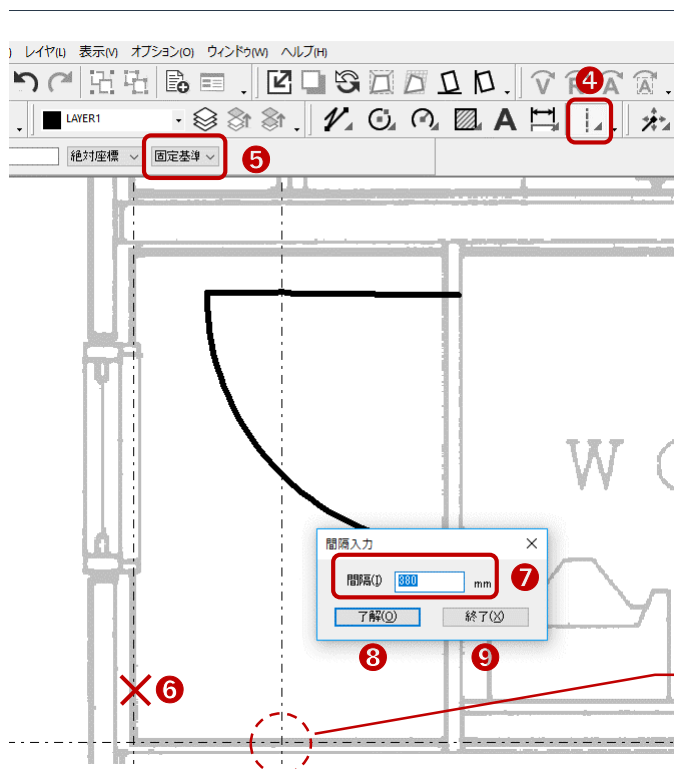 ) レイヤ(L) 表示(V) オプション(O) ウィンドゥ(W) ヘルプ(H)
V R A A
4
LAYER1
A
絶対座標 固定基準
5
W
間隔入力
間隔(I) 880 mm
7
了解(O) 終了(X)
8 9
6